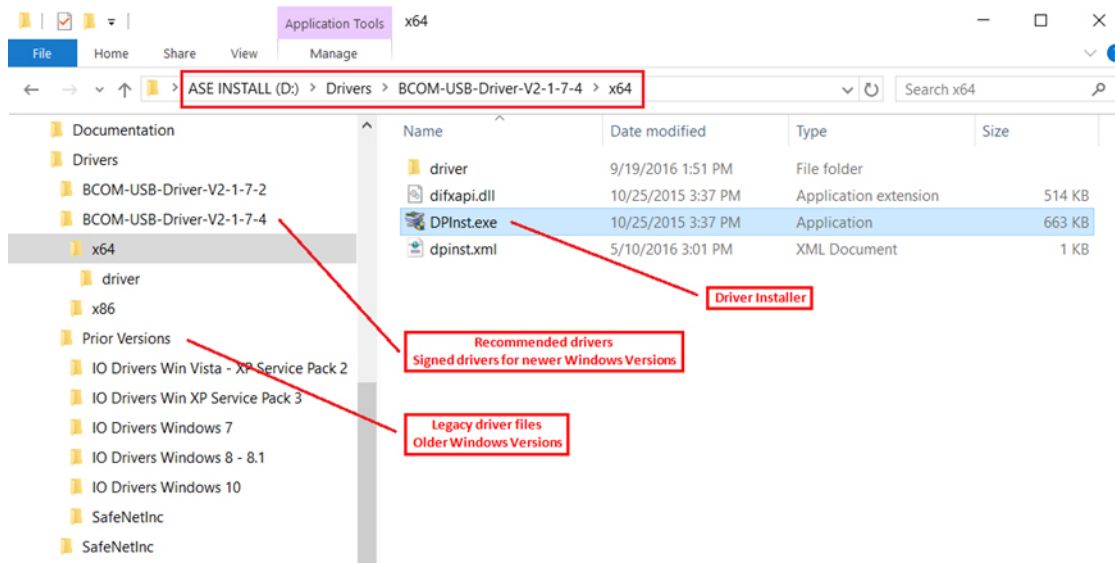 Application Tools
x64
File
Home
Share
View
Manage
ASE INSTALL (D:) > Drivers > BCOM-USB-Driver-V2-1-7-4 > x64
Search x64
Documentation
Drivers
BCOM-USB-Driver-V2-1-7-2
BCOM-USB-Driver-V2-1-7-4
x64
driver
x86
Prior Versions
IO Drivers Win Vista - XP Service Pack 2
IO Drivers Win XP Service Pack 3
IO Drivers Windows 7
IO Drivers Windows 8 - 8.1
IO Drivers Windows 10
SafeNetInc
SafeNetInc
Name Date modified Type Size
driver 9/19/2016 1:51 PM File folder
difxapi.dll 10/25/2015 3:37 PM Application extension 514 KB
DPInst.exe 10/25/2015 3:37 PM Application 663 KB
dpinst.xml 5/10/2016 3:01 PM XML Document 1 KB
Driver Installer
Recommended drivers
Signed drivers for newer Windows Versions
Legacy driver files
Older Windows Versions